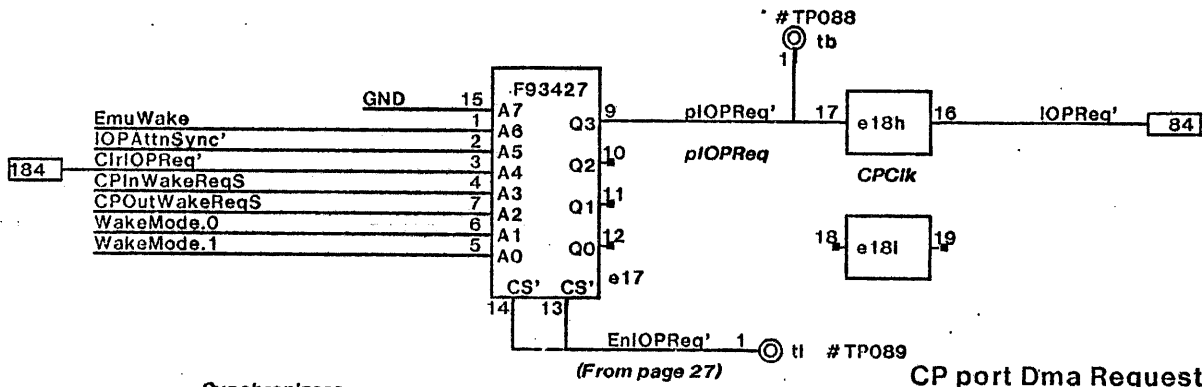 #TP088
tb
1
F93427
GND 15 A7
EmuWake 1 A6
IOPAttnSync' 2 A5
184 ClrIOPReq' 3 A4
CPInWakeReqS 4 A3
CPOutWakeReqS 7 A2
WakeMode.0 6 A1
WakeMode.1 5 A0
Q3 9 pIOPReq' 17 e18h 16 IOPReq' 84
Q2 10 pIOPReq CPClk
Q1 11
Q0 12 18 e18i 19
e17
CS' CS'
14 13
EnIOPReq' 1 tl #TP089
(From page 27)
CP port Dma Request